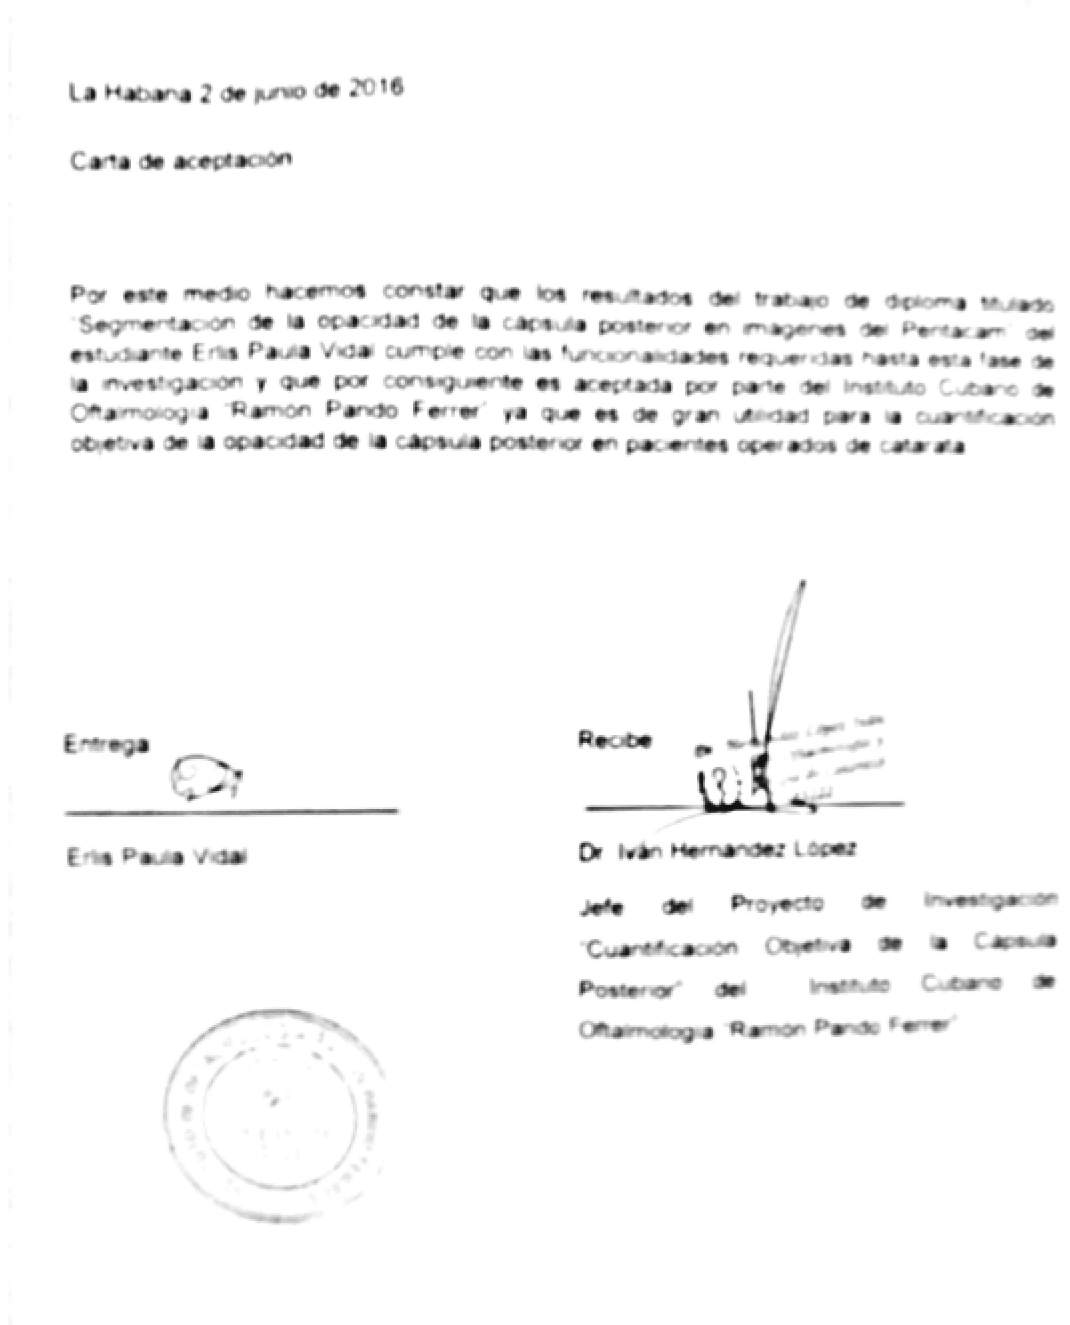 La Habana 2 de junio de 2016
Carta de aceptación
Por este medio hacemos constar que los resultados del trabajo de diploma titulado
"Segmentación de la opacidad de la cápsula posterior en imágenes del Pentacam" del
estudiante Erlis Paula Vidal cumple con las funcionalidades requeridas hasta esta fase de
la investigación y que por consiguiente es aceptada por parte del Instituto Cubano de
Oftalmología "Ramón Pando Ferrer" ya que es de gran utilidad para la cuantificación
objetiva de la opacidad de la cápsula posterior en pacientes operados de catarata
Entrega
Recibe
Erlis Paula Vidal
Dr Iván Hernández López
Jefe del Proyecto de Investigación
"Cuantificación Objetiva de la Cápsula
Posterior" del Instituto Cubano de
Oftalmología "Ramón Pando Ferrer"